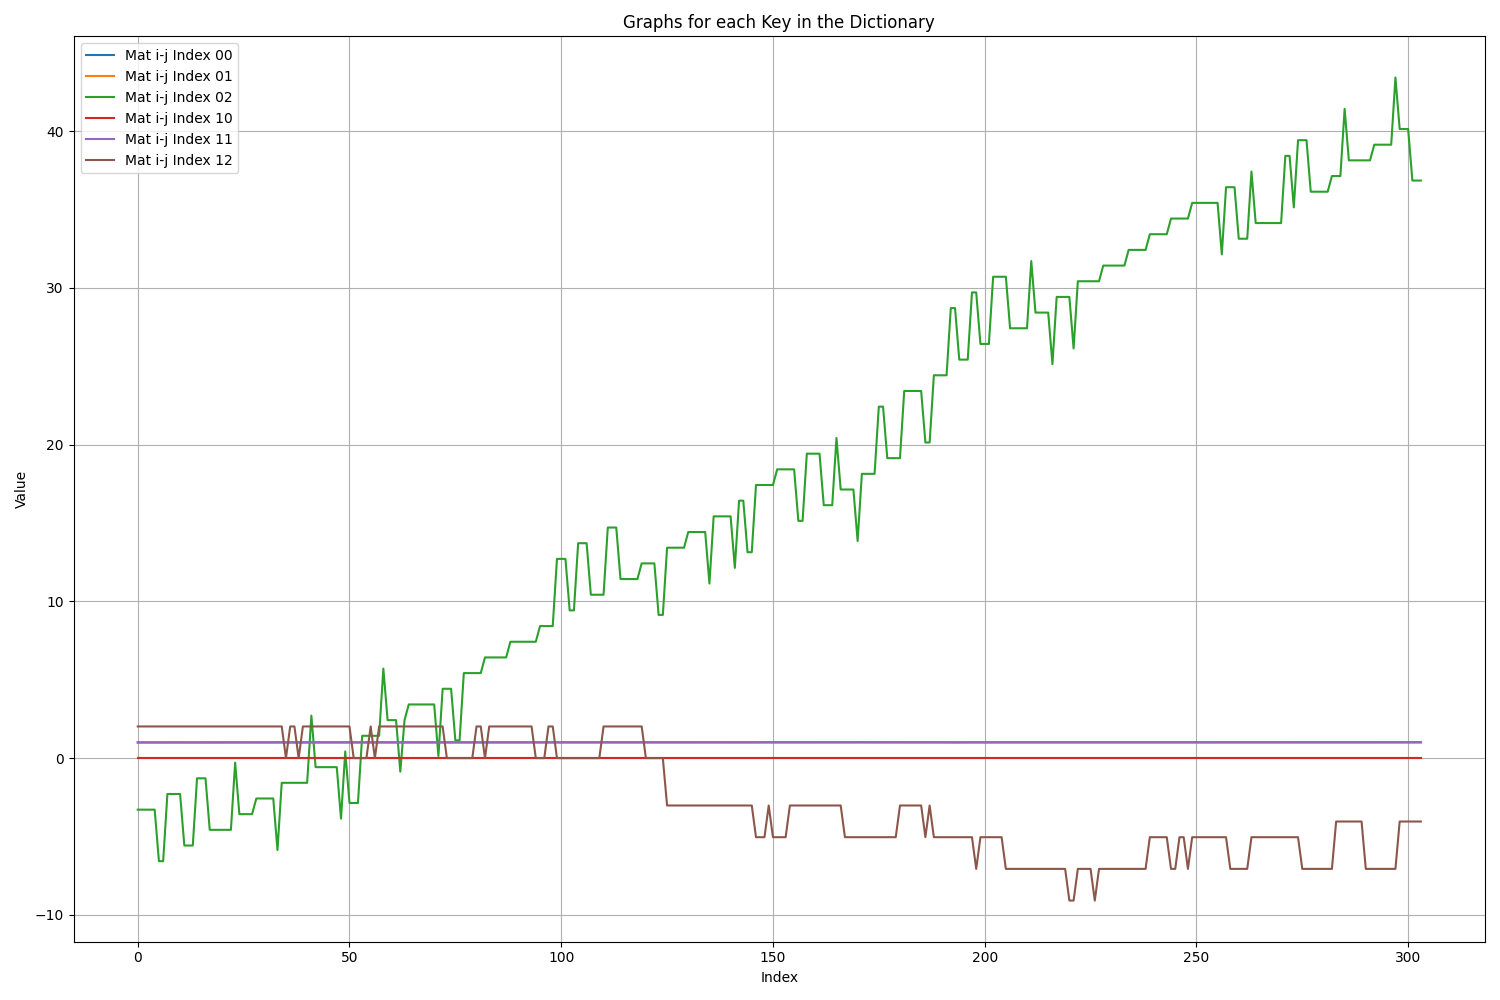 Graphs for each Key in the Dictionary
Mat i-j Index 00
Mat i-j Index 01
Mat i-j Index 02
Mat i-j Index 10
Mat i-j Index 11
Mat i-j Index 12
40
30
20
10
0
−10
Value
0 50 100 150 200 250 300
Index